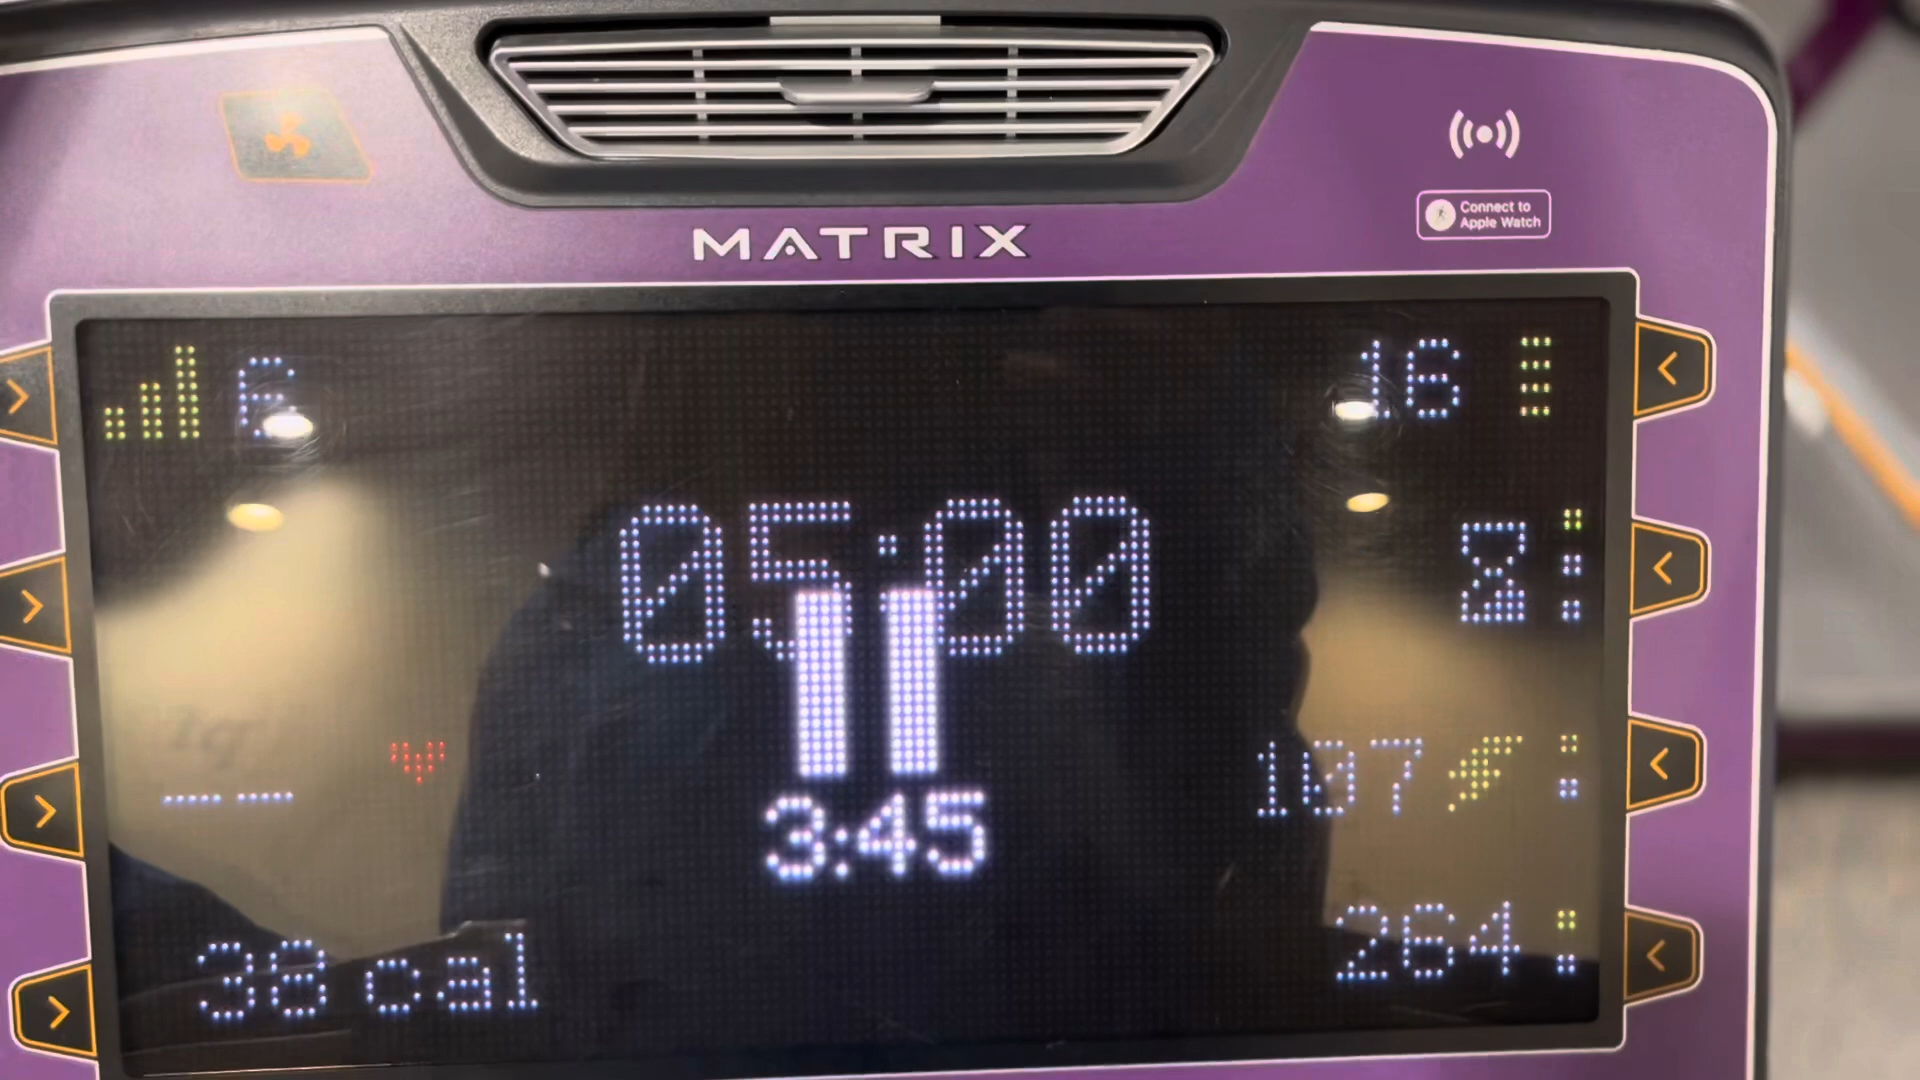 Connect to
Apple Watch
MATRIX
16
05:00
107
3:45
264
38 cal